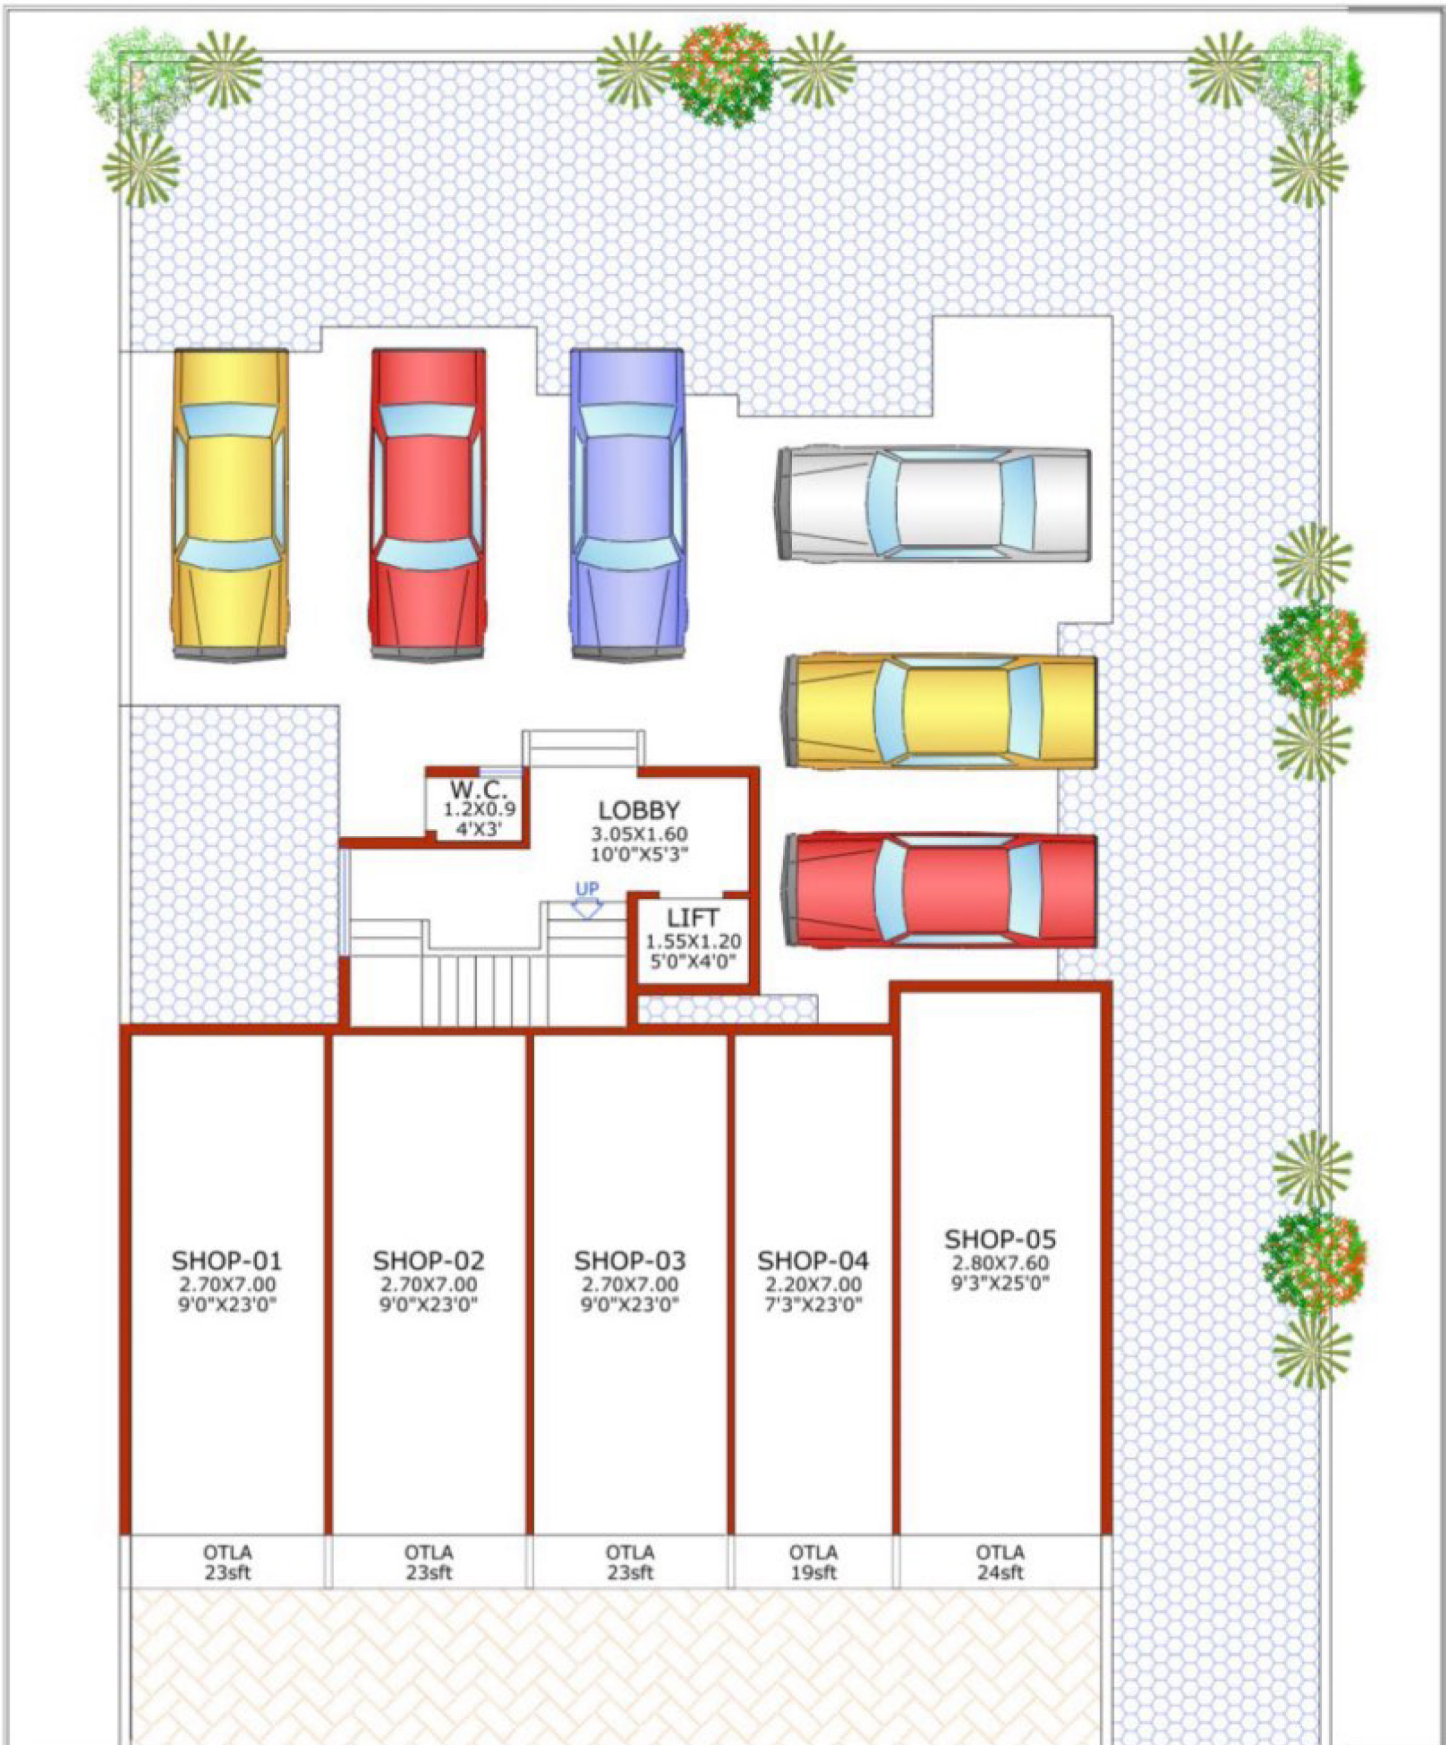 W.C.
1.2X0.9
4'X3'
LOBBY
3.05X1.60
10'0"X5'3"
UP
LIFT
1.55X1.20
5'0"X4'0"
SHOP-01
2.70X7.00
9'0"X23'0"
SHOP-02
2.70X7.00
9'0"X23'0"
SHOP-03
2.70X7.00
9'0"X23'0"
SHOP-04
2.20X7.00
7'3"X23'0"
SHOP-05
2.80X7.60
9'3"X25'0"
OTLA
23sft
OTLA
23sft
OTLA
23sft
OTLA
19sft
OTLA
24sft